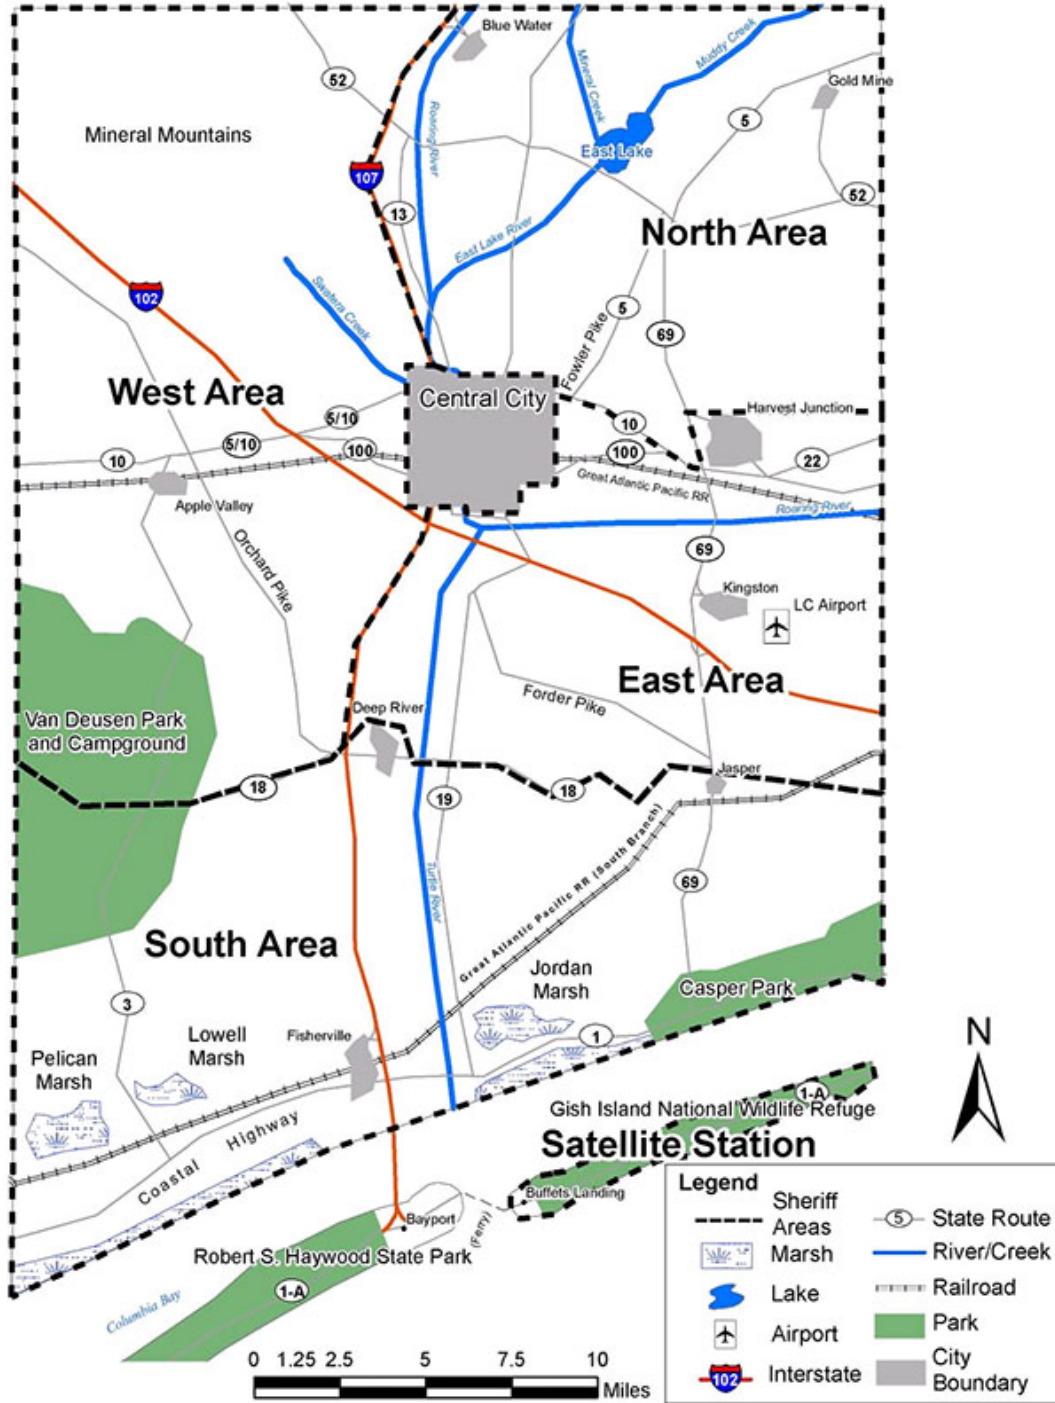 Blue Water
52
Mineral Mountains
107
13
Roaring River
Mineral Creek
Muddy Creek
East Lake
Gold Mine
5
52
North Area
East Lake River
102
Swatera Creek
5
69
Fowler Pike
West Area
Central City
Harvest Junction
5/10
5/10
10
100
10
100
22
Great Atlantic Pacific RR
Roaring River
Apple Valley
Orchard Pike
69
Kingston
LC Airport
East Area
Forder Pike
Deep River
Van Deusen Park
and Campground
18
19
18
Jasper
Turtle River
Great Atlantic Pacific RR (South Branch)
69
South Area
Jordan
Marsh
Casper Park
3
Lowell
Marsh
Fisherville
1
Pelican
Marsh
N
1-A
Gish Island National Wildlife Refuge
Coastal Highway
Satellite Station
Buffets Landing
Bayport
(Ferry)
Robert S. Haywood State Park
1-A
Columbia Bay
0 1.25 2.5 5 7.5 10
Miles
Legend
Sheriff
Areas
Marsh
Lake
Airport
102 Interstate
5 State Route
River/Creek
Railroad
Park
City
Boundary